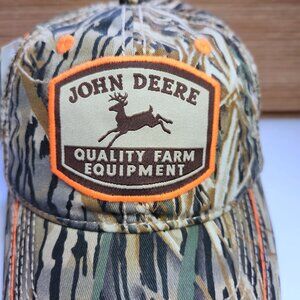 JOHN DEERE
QUALITY FARM
EQUIPMENT